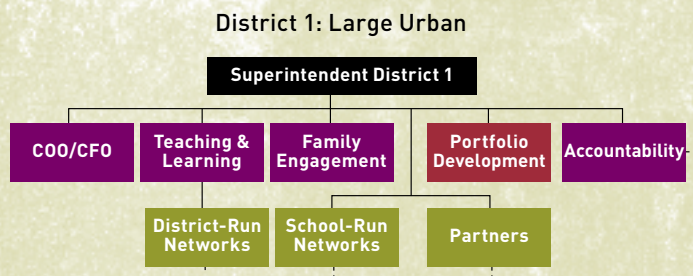 District 1: Large Urban
Superintendent District 1
COO/CFO
Teaching &
Learning
Family
Engagement
Portfolio
Development
Accountability
District-Run
Networks
School-Run
Networks
Partners